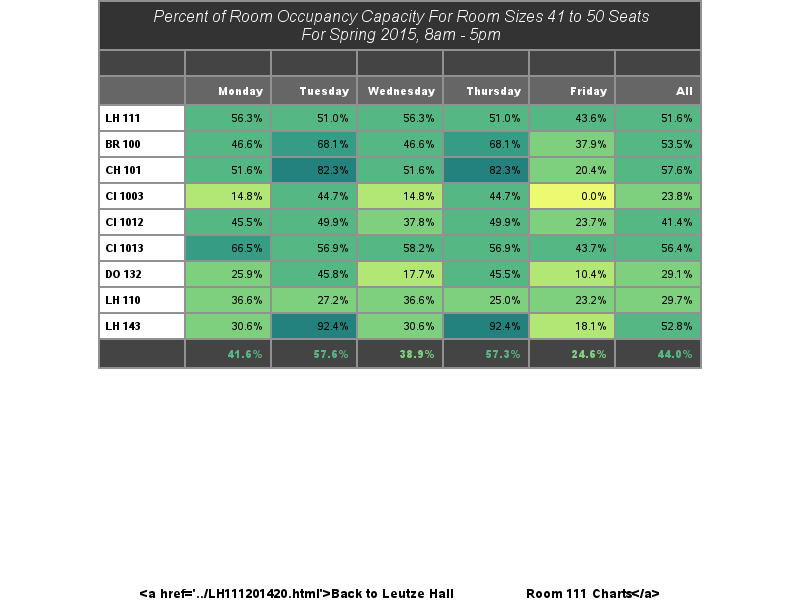 Percent of Room Occupancy Capacity For Room Sizes 41 to 50 Seats
For Spring 2015, 8am - 5pm
Monday Tuesday Wednesday Thursday Friday All
LH 111 56.3% 51.0% 56.3% 51.0% 43.6% 51.6%
BR 100 46.6% 68.1% 46.6% 68.1% 37.9% 53.5%
CH 101 51.6% 82.3% 51.6% 82.3% 20.4% 57.6%
CI 1003 14.8% 44.7% 14.8% 44.7% 0.0% 23.8%
CI 1012 45.5% 49.9% 37.8% 49.9% 23.7% 41.4%
CI 1013 66.5% 56.9% 58.2% 56.9% 43.7% 56.4%
DO 132 25.9% 45.8% 17.7% 45.5% 10.4% 29.1%
LH 110 36.6% 27.2% 36.6% 25.0% 23.2% 29.7%
LH 143 30.6% 92.4% 30.6% 92.4% 18.1% 52.8%
41.6% 57.6% 38.9% 57.3% 24.6% 44.0%
<a href='../LH111201420.html'>Back to Leutze Hall Room 111 Charts</a>